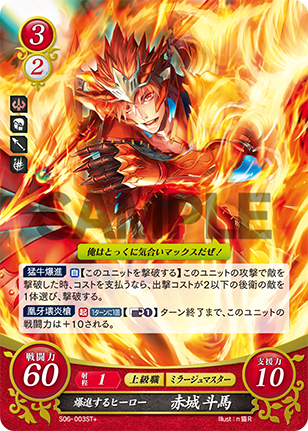 3
2
SAMPLE
俺はとっくに気合いマックスだぜ!
猛牛爆進 自【このユニットを撃破する】このユニットの攻撃で敵を
撃破した時、コストを支払うなら、出撃コストが2以下の後衛の敵を
1体選び、撃破する。
凰牙壊炎槍 起 1ターンに1回【 1】ターン終了まで、このユニットの
戦闘力は+10される。
戦闘力
60
射程 1 上級職 ミラージュマスター
支援力
10
爆進するヒーロー 赤城 斗馬
S06-003ST+
Illust:n猫R